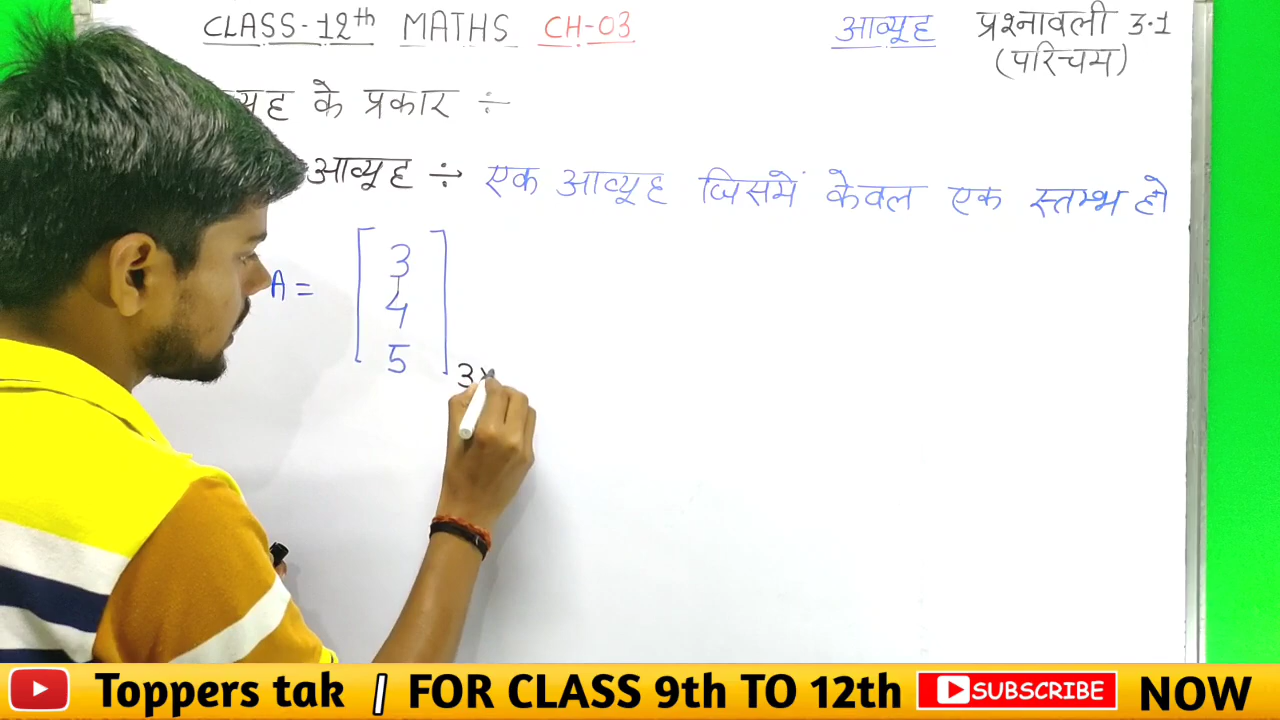 CLASS-12th MATHS CH-03 आव्यूह प्रश्नावली 3.1
(परिचय)
के प्रकार ÷
आव्यूह ÷ एक आव्यूह जिसमें केवल एक स्तम्भ हो
A = [3
4
5]
3×
Toppers tak | FOR CLASS 9th TO 12th SUBSCRIBE NOW